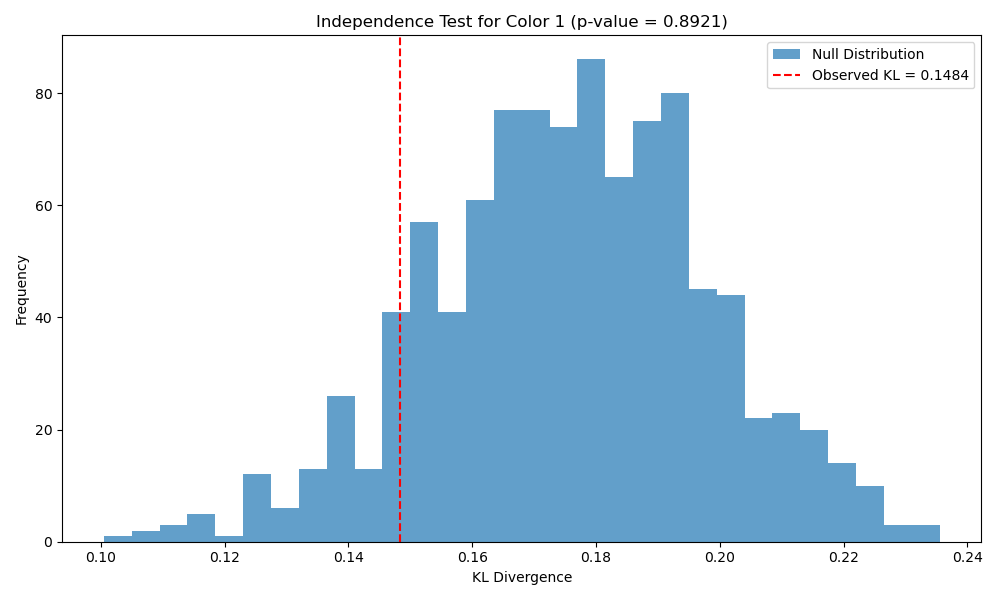 Independence Test for Color 1 (p-value = 0.8921)
Null Distribution
Observed KL = 0.1484
Frequency
80
60
40
20
0
0.10 0.12 0.14 0.16 0.18 0.20 0.22 0.24
KL Divergence